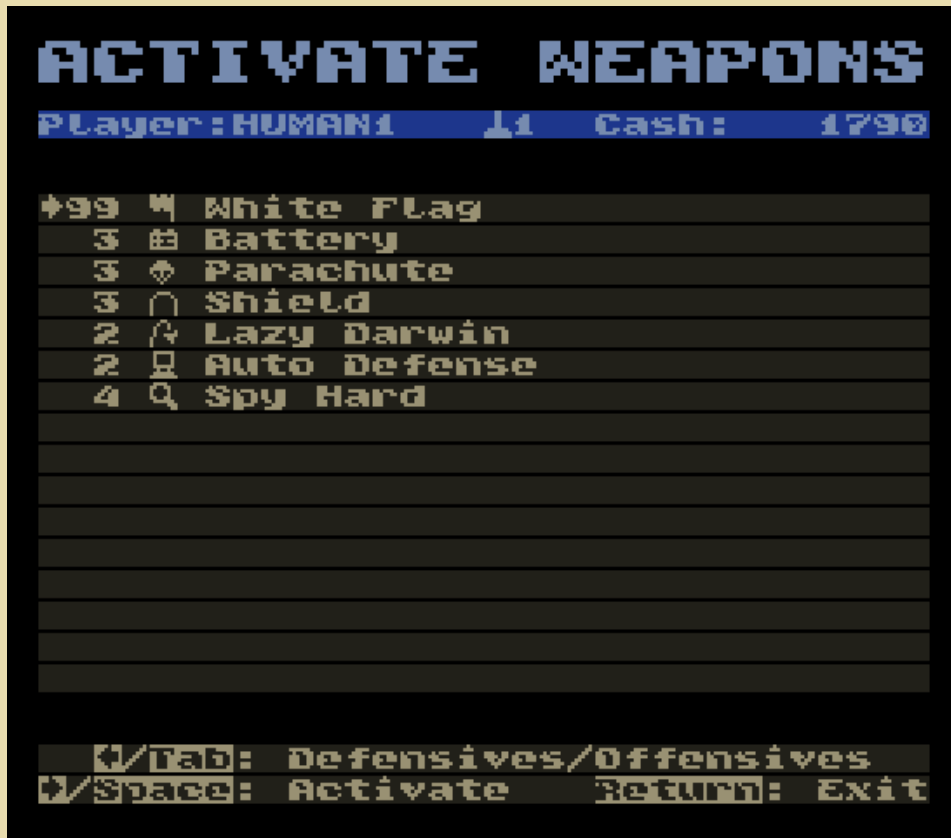 ACTIVATE WEAPONS
Player:HUMAN1 1 Cash: 1790
99 White Flag
3 Battery
3 Parachute
3 Shield
2 Lazy Darwin
2 Auto Defense
4 Spy Hard
/Tab: Defensives/Offensives
/Space: Activate Return: Exit